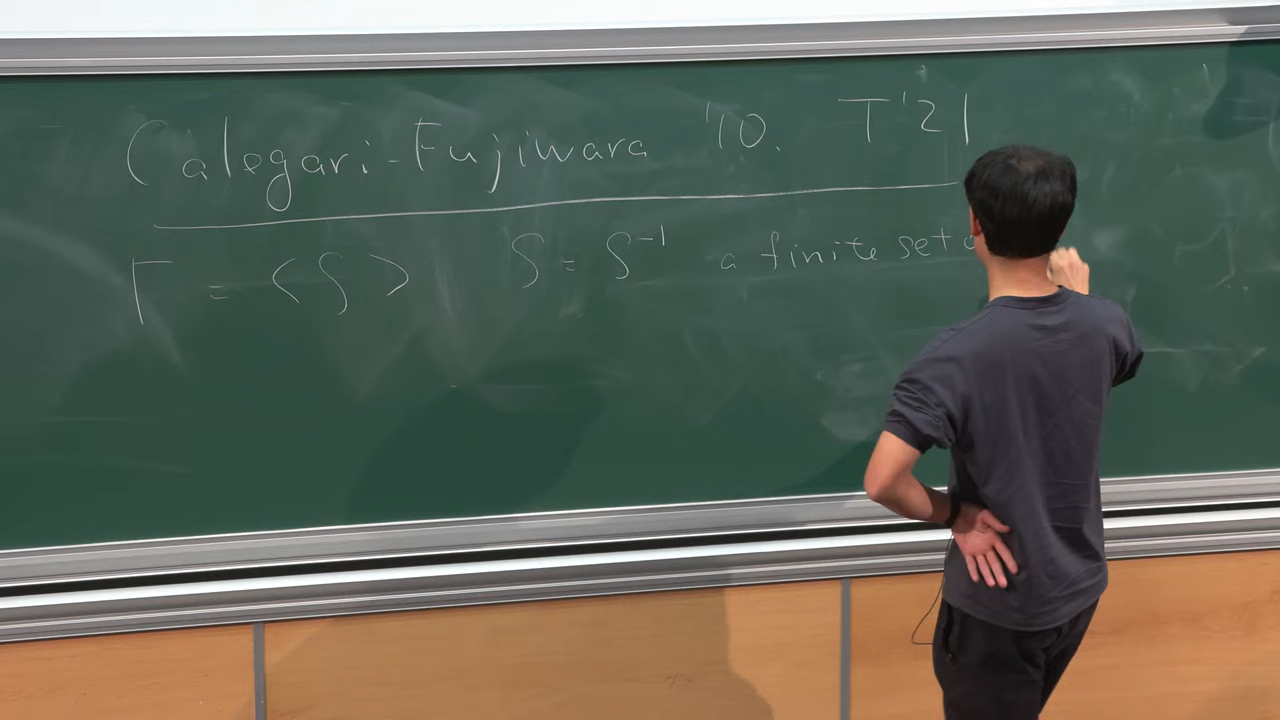 Calegari-Fujiwara '10. T'21
Γ = <S> S = S⁻¹ a finite set